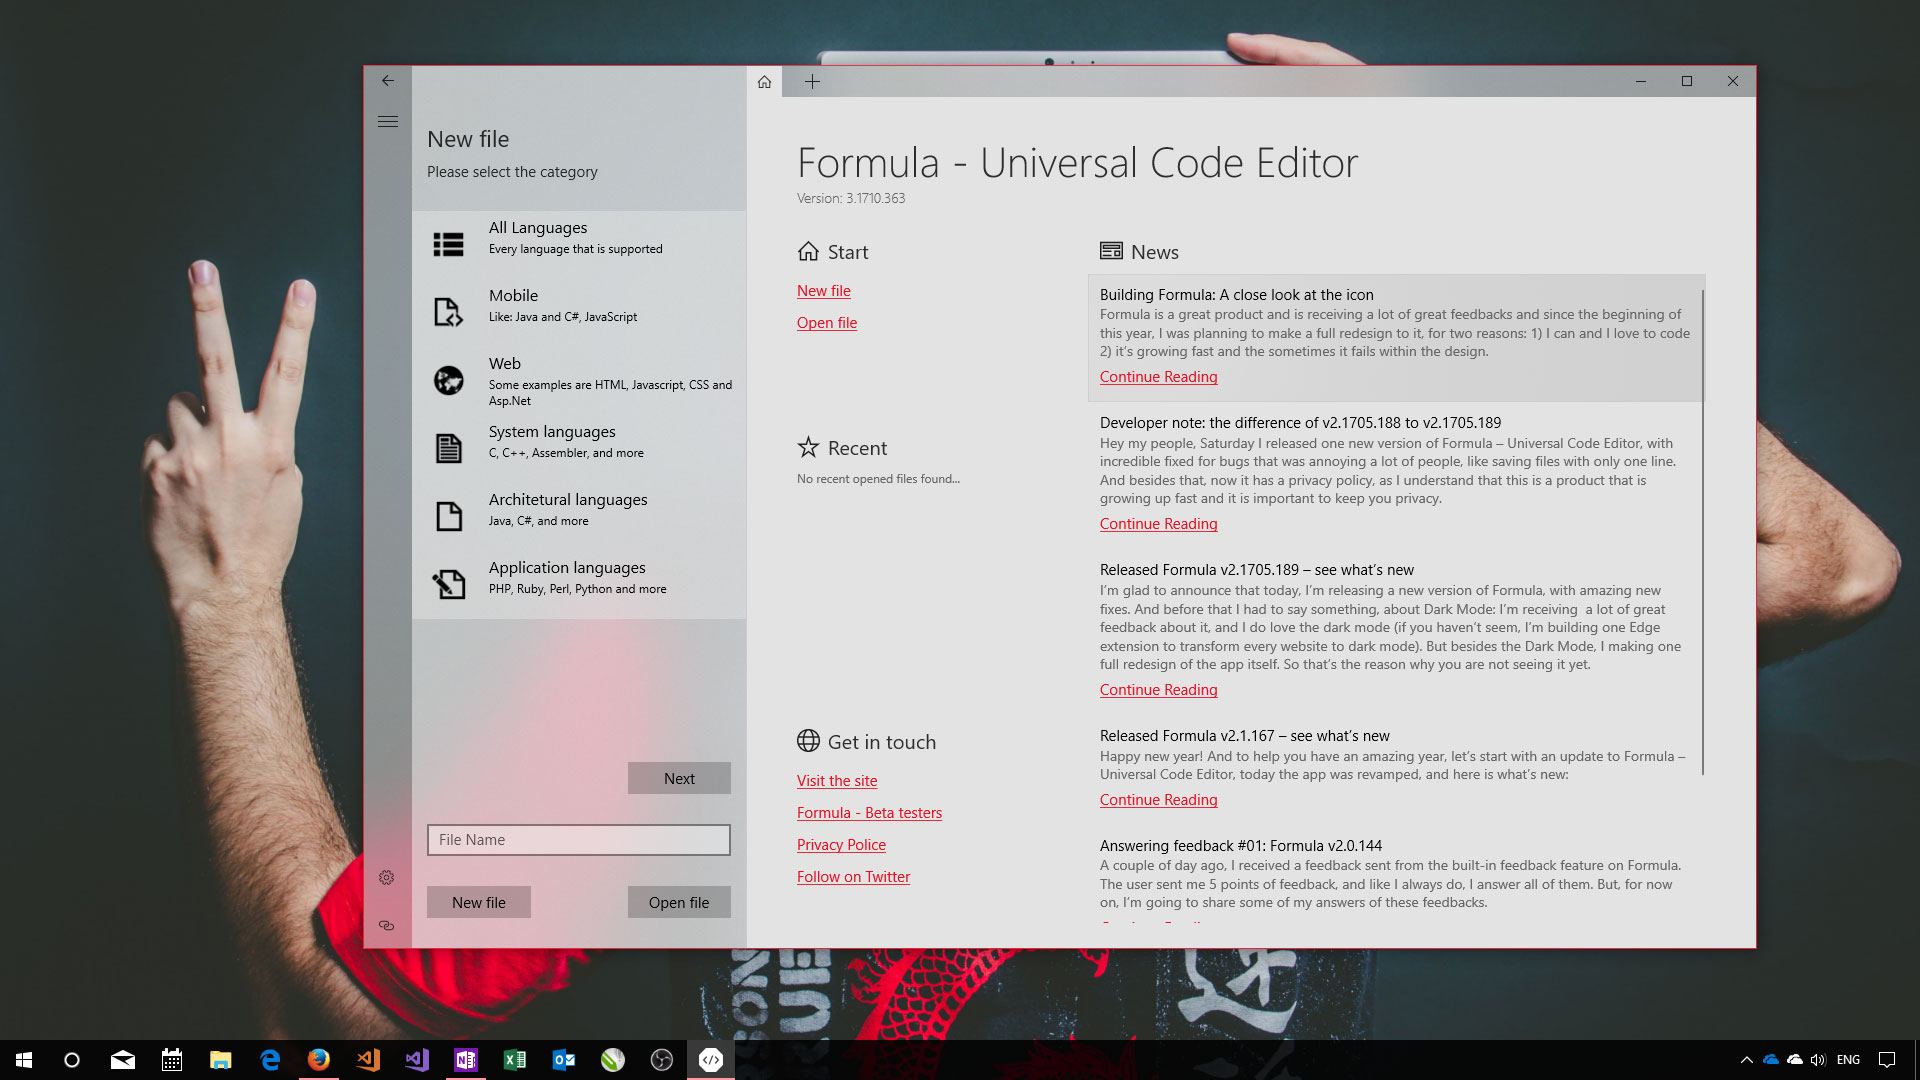 New file
Please select the category
All Languages
Every language that is supported
Mobile
Like: Java and C#, JavaScript
Web
Some examples are HTML, Javascript, CSS and
Asp.Net
System languages
C, C++, Assembler, and more
Architetural languages
Java, C#, and more
Application languages
PHP, Ruby, Perl, Python and more
Next
File Name
New file
Open file
Formula - Universal Code Editor
Version: 3.1710.363
Start
New file
Open file
Recent
No recent opened files found...
Get in touch
Visit the site
Formula - Beta testers
Privacy Police
Follow on Twitter
News
Building Formula: A close look at the icon
Formula is a great product and is receiving a lot of great feedbacks and since the beginning of
this year, I was planning to make a full redesign to it, for two reasons: 1) I can and I love to code
2) it’s growing fast and the sometimes it fails within the design.
Continue Reading
Developer note: the difference of v2.1705.188 to v2.1705.189
Hey my people, Saturday I released one new version of Formula – Universal Code Editor, with
incredible fixed for bugs that was annoying a lot of people, like saving files with only one line.
And besides that, now it has a privacy policy, as I understand that this is a product that is
growing up fast and it is important to keep you privacy.
Continue Reading
Released Formula v2.1705.189 – see what’s new
I’m glad to announce that today, I’m releasing a new version of Formula, with amazing new
fixes. And before that I had to say something, about Dark Mode: I’m receiving  a lot of great
feedback about it, and I do love the dark mode (if you haven’t seem, I’m building one Edge
extension to transform every website to dark mode). But besides the Dark Mode, I making one
full redesign of the app itself. So that’s the reason why you are not seeing it yet.
Continue Reading
Released Formula v2.1.167 – see what’s new
Happy new year! And to help you have an amazing year, let’s start with an update to Formula –
Universal Code Editor, today the app was revamped, and here is what’s new:
Continue Reading
Answering feedback #01: Formula v2.0.144
A couple of day ago, I received a feedback sent from the built-in feedback feature on Formula.
The user sent me 5 points of feedback, and like I always do, I answer all of them. But, for now
on, I’m going to share some of my answers of these feedbacks.
ENG